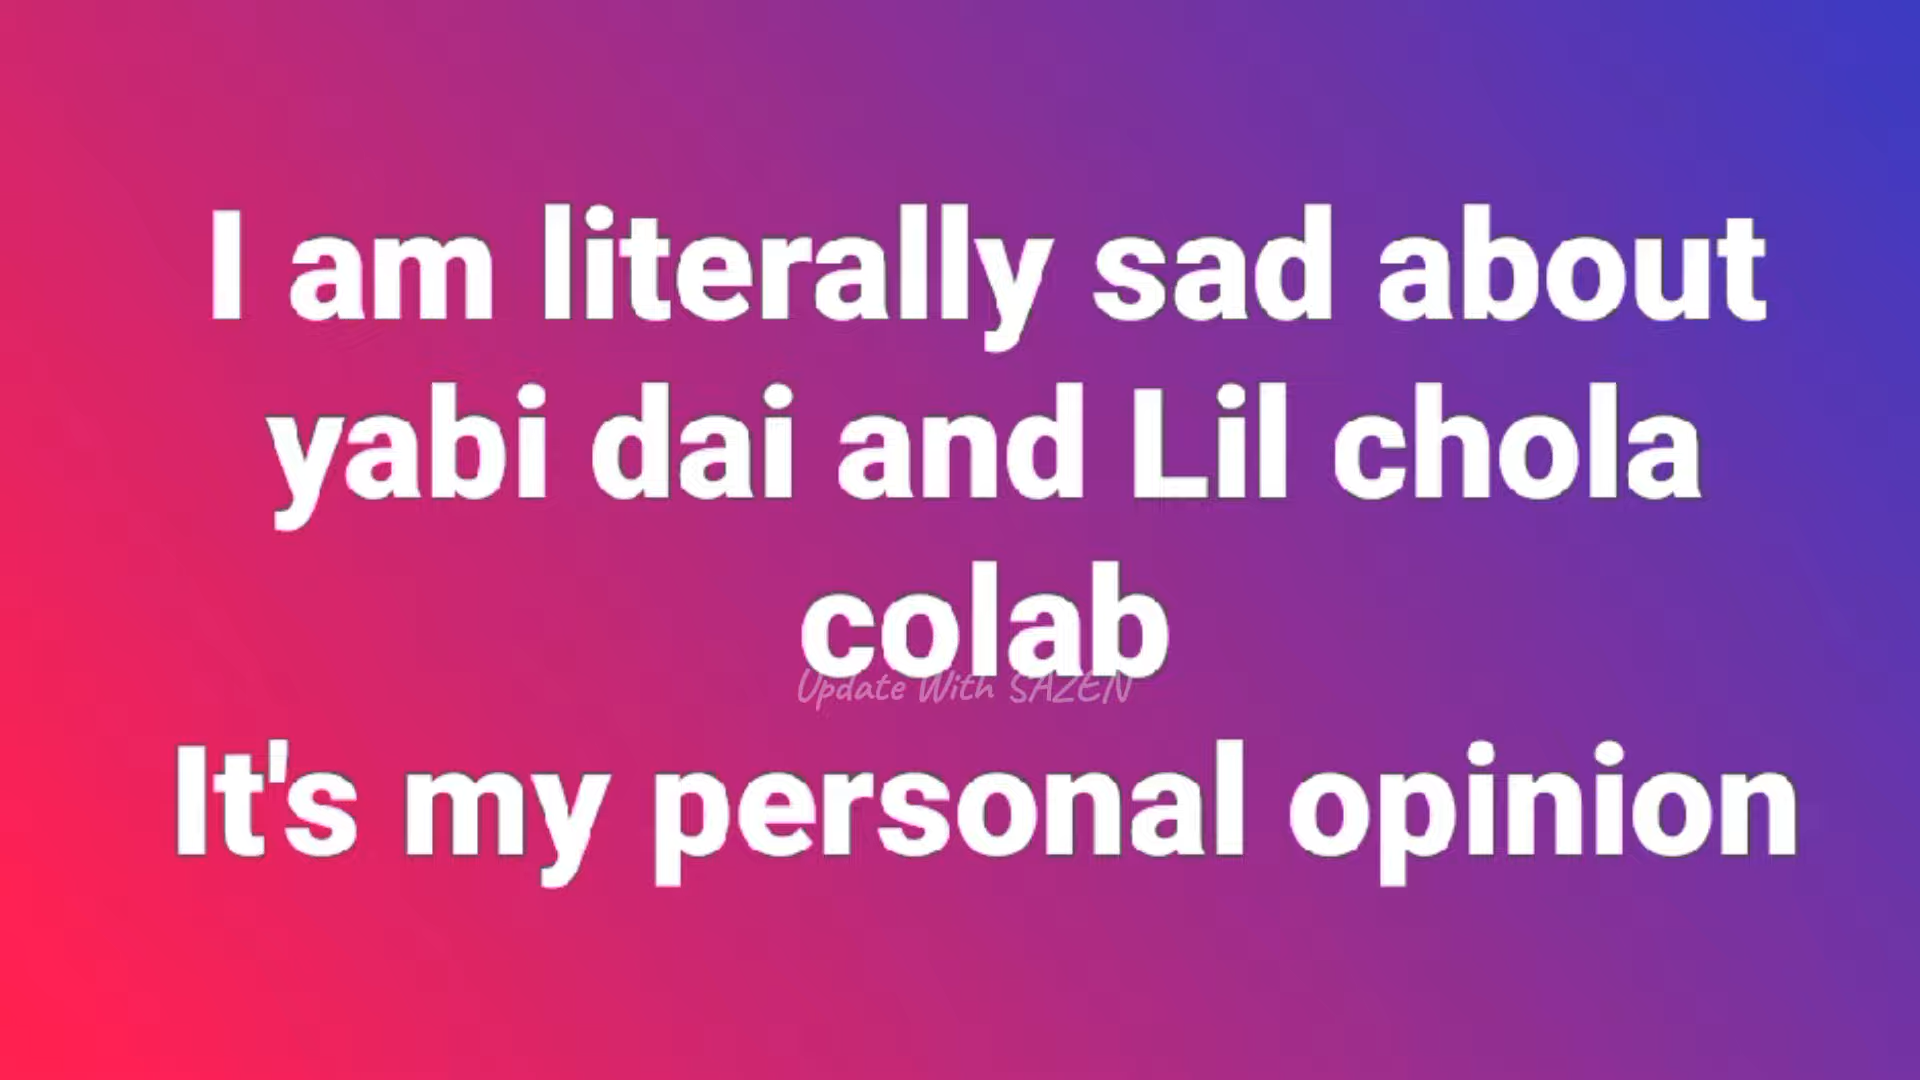 I am literally sad about
yabi dai and Lil chola
colab
Update With SAZEN
It's my personal opinion